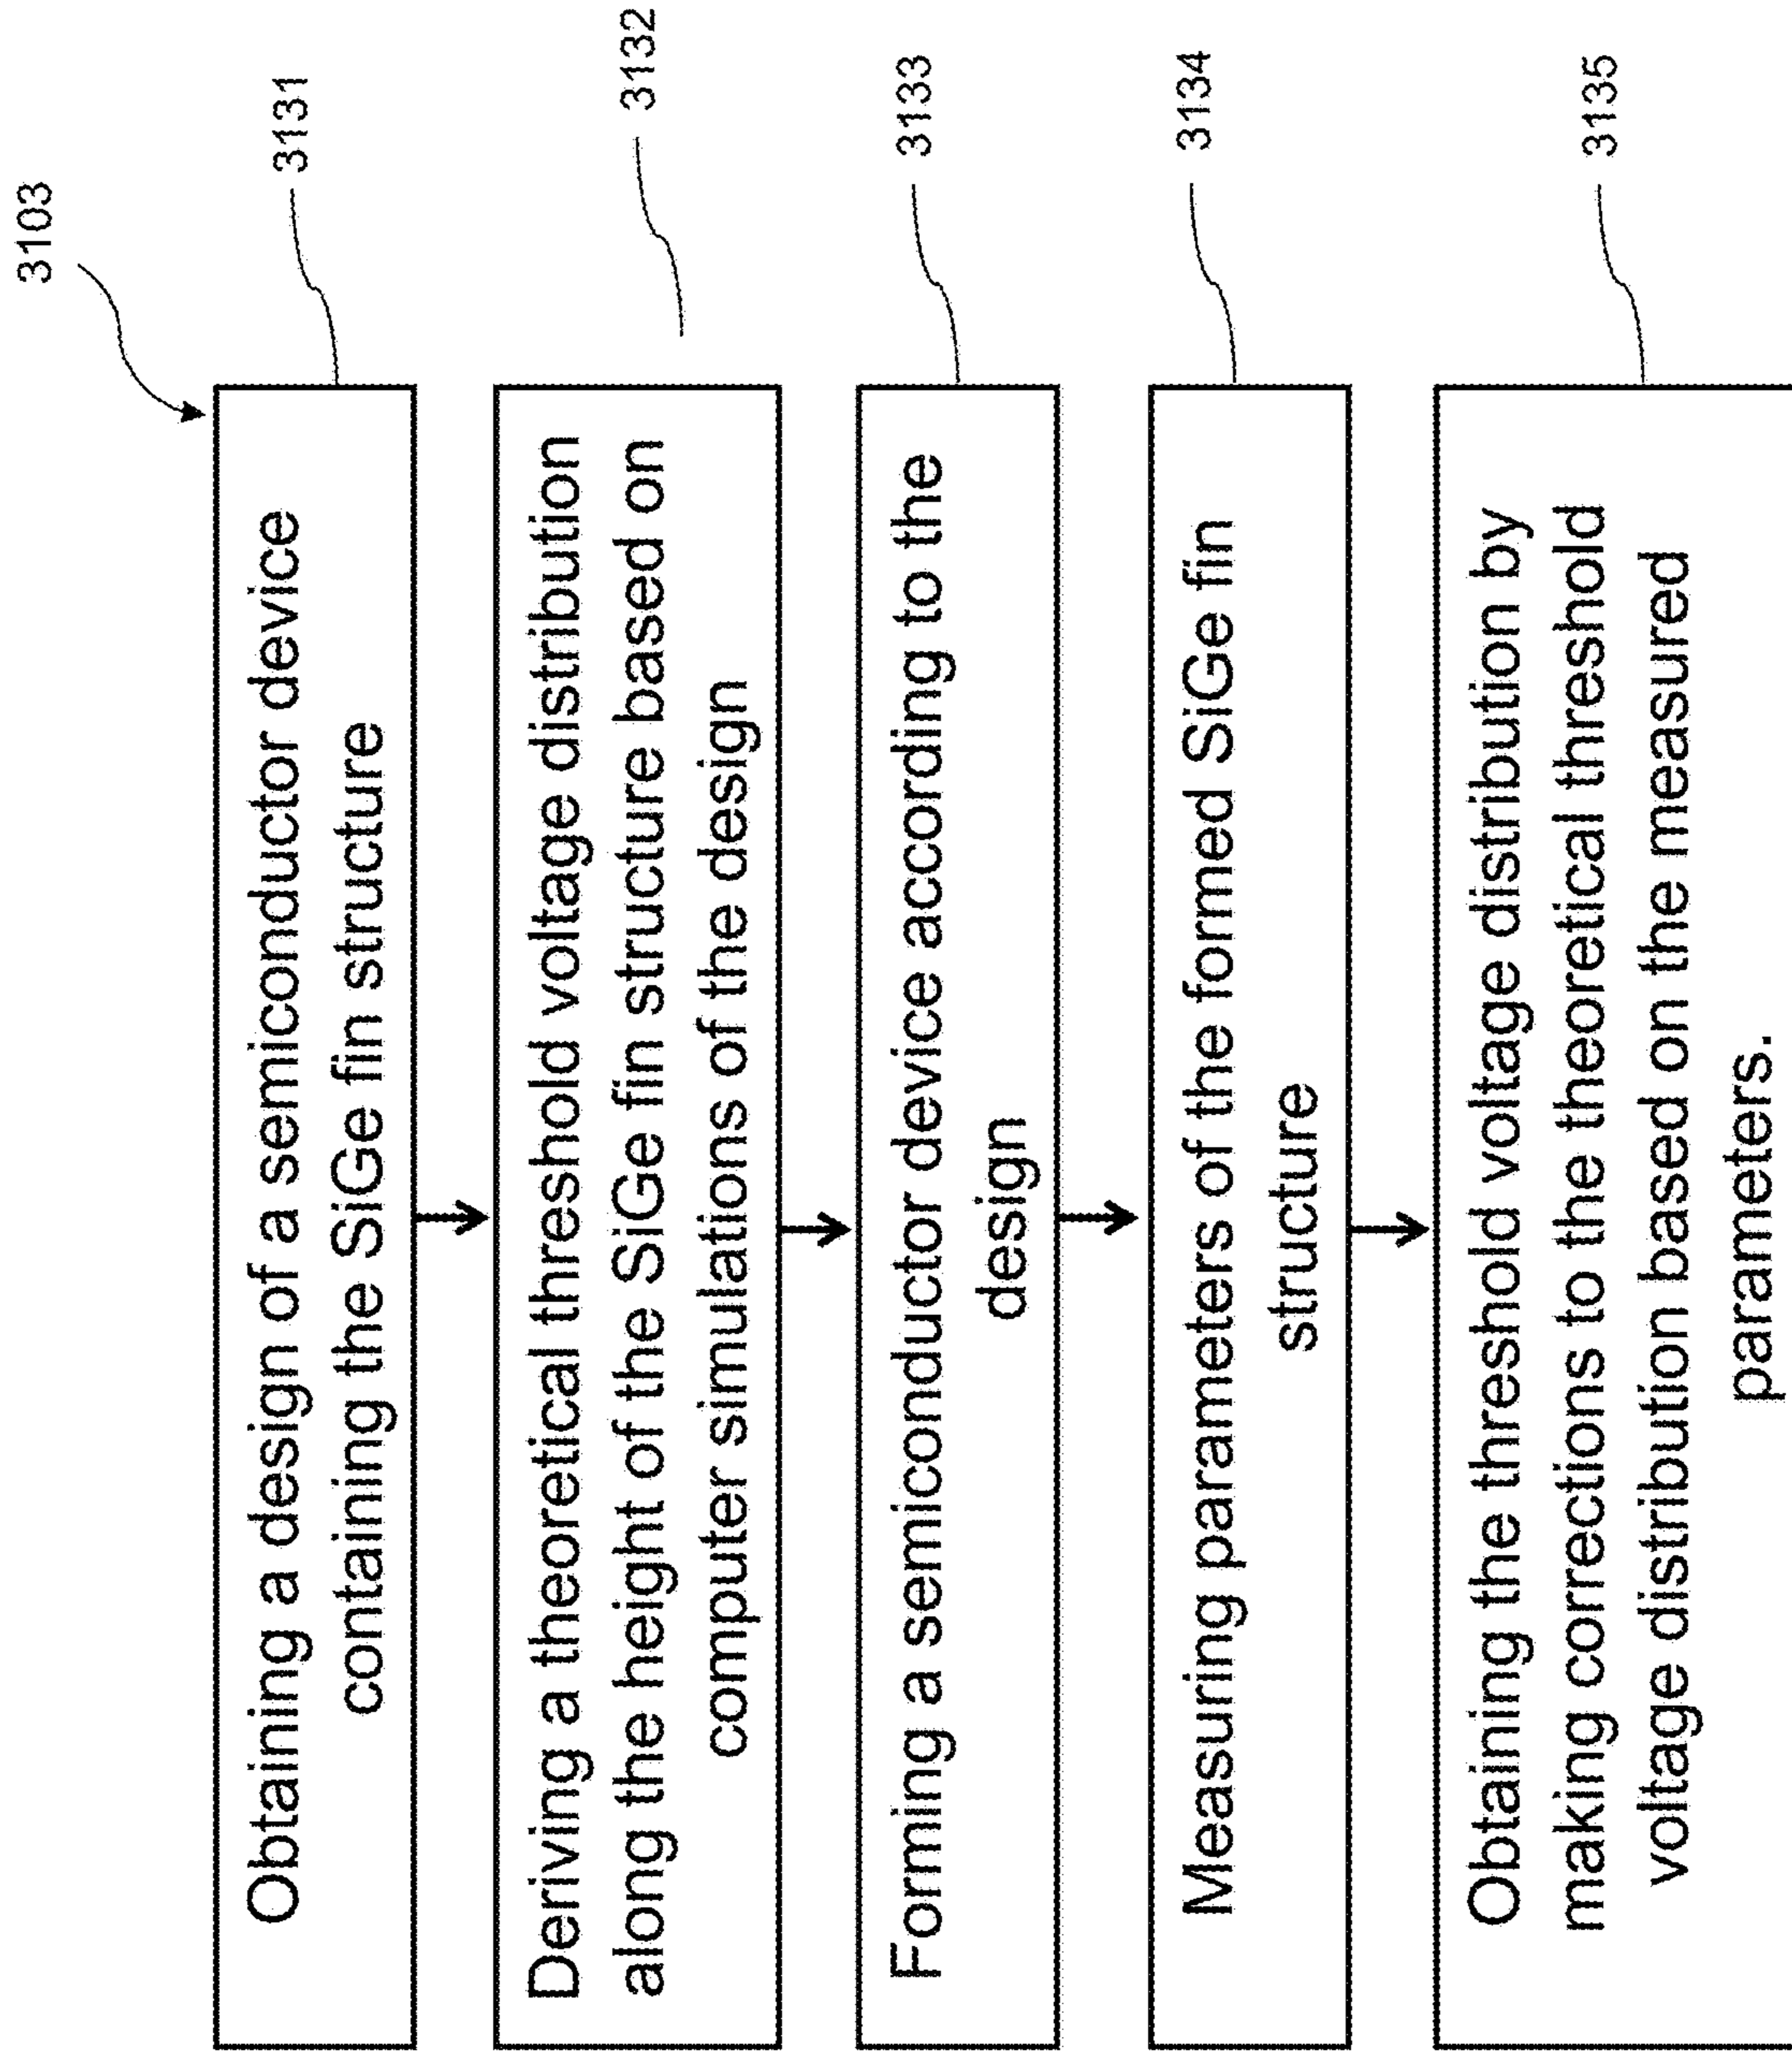 3103
Obtaining a design of a semiconductor device
containing the SiGe fin structure
3131
Deriving a theoretical threshold voltage distribution
along the height of the SiGe fin structure based on
computer simulations of the design
3132
Forming a semiconductor device according to the
design
3133
Measuring parameters of the formed SiGe fin
structure
3134
Obtaining the threshold voltage distribution by
making corrections to the theoretical threshold
voltage distribution based on the measured
parameters.
3135